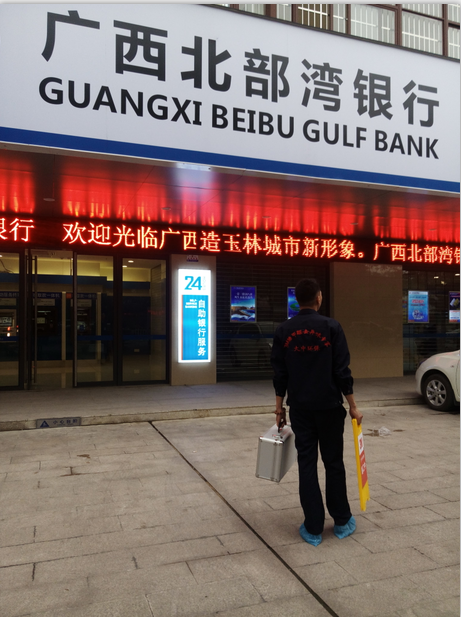 广西北部湾银行
GUANGXI BEIBU GULF BANK
银行 欢迎光临广西造玉林城市新形象。广西北部湾银
24
自助银行服务